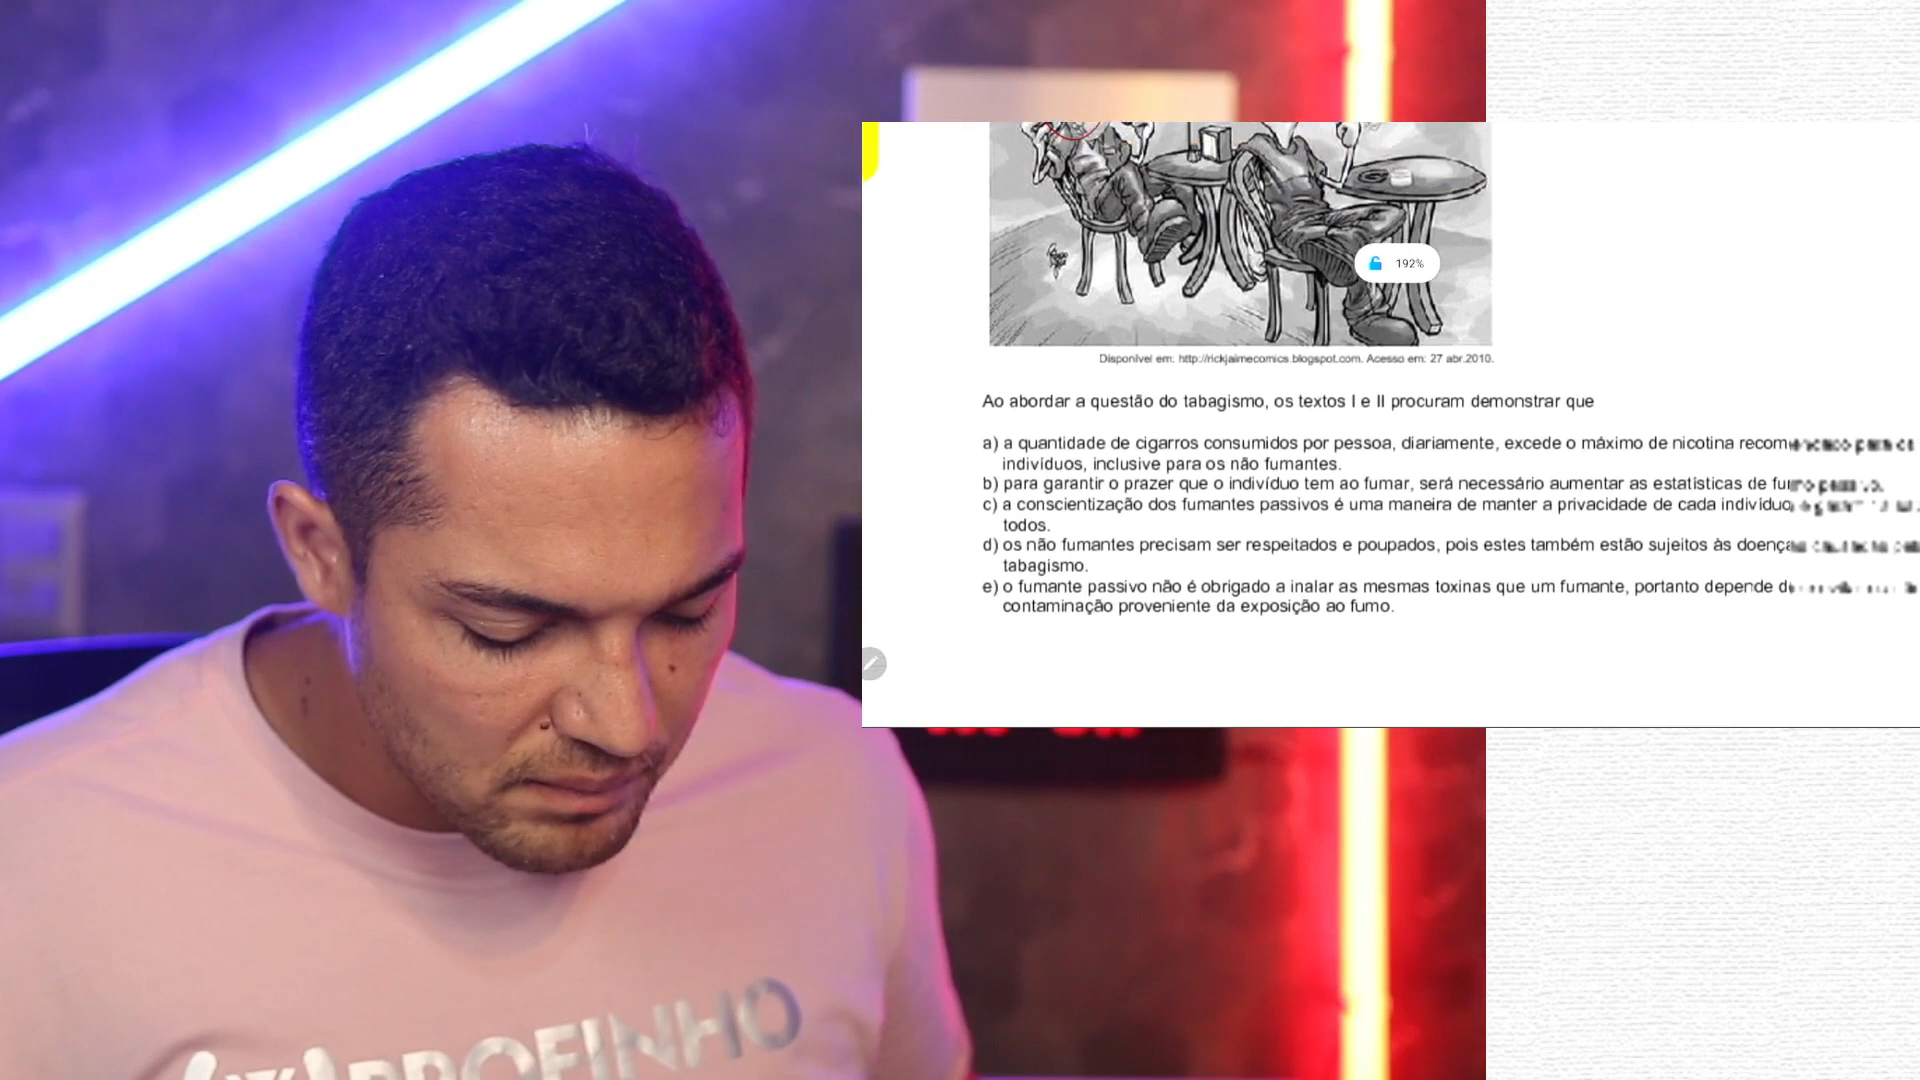 192%
Disponível em: http://rickjaimecomics.blogspot.com. Acesso em: 27 abr.2010.
Ao abordar a questão do tabagismo, os textos I e II procuram demonstrar que
a) a quantidade de cigarros consumidos por pessoa, diariamente, excede o máximo de nicotina
indivíduos, inclusive para os não fumantes.
b) para garantir o prazer que o indivíduo tem ao fumar, será necessário aumentar as estatísticas de
c) a conscientização dos fumantes passivos é uma maneira de manter a privacidade de cada indivíduo
todos.
d) os não fumantes precisam ser respeitados e poupados, pois estes também estão sujeitos às
tabagismo.
e) o fumante passivo não é obrigado a inalar as mesmas toxinas que um fumante, portanto depende
contaminação proveniente da exposição ao fumo.
PROFINHO